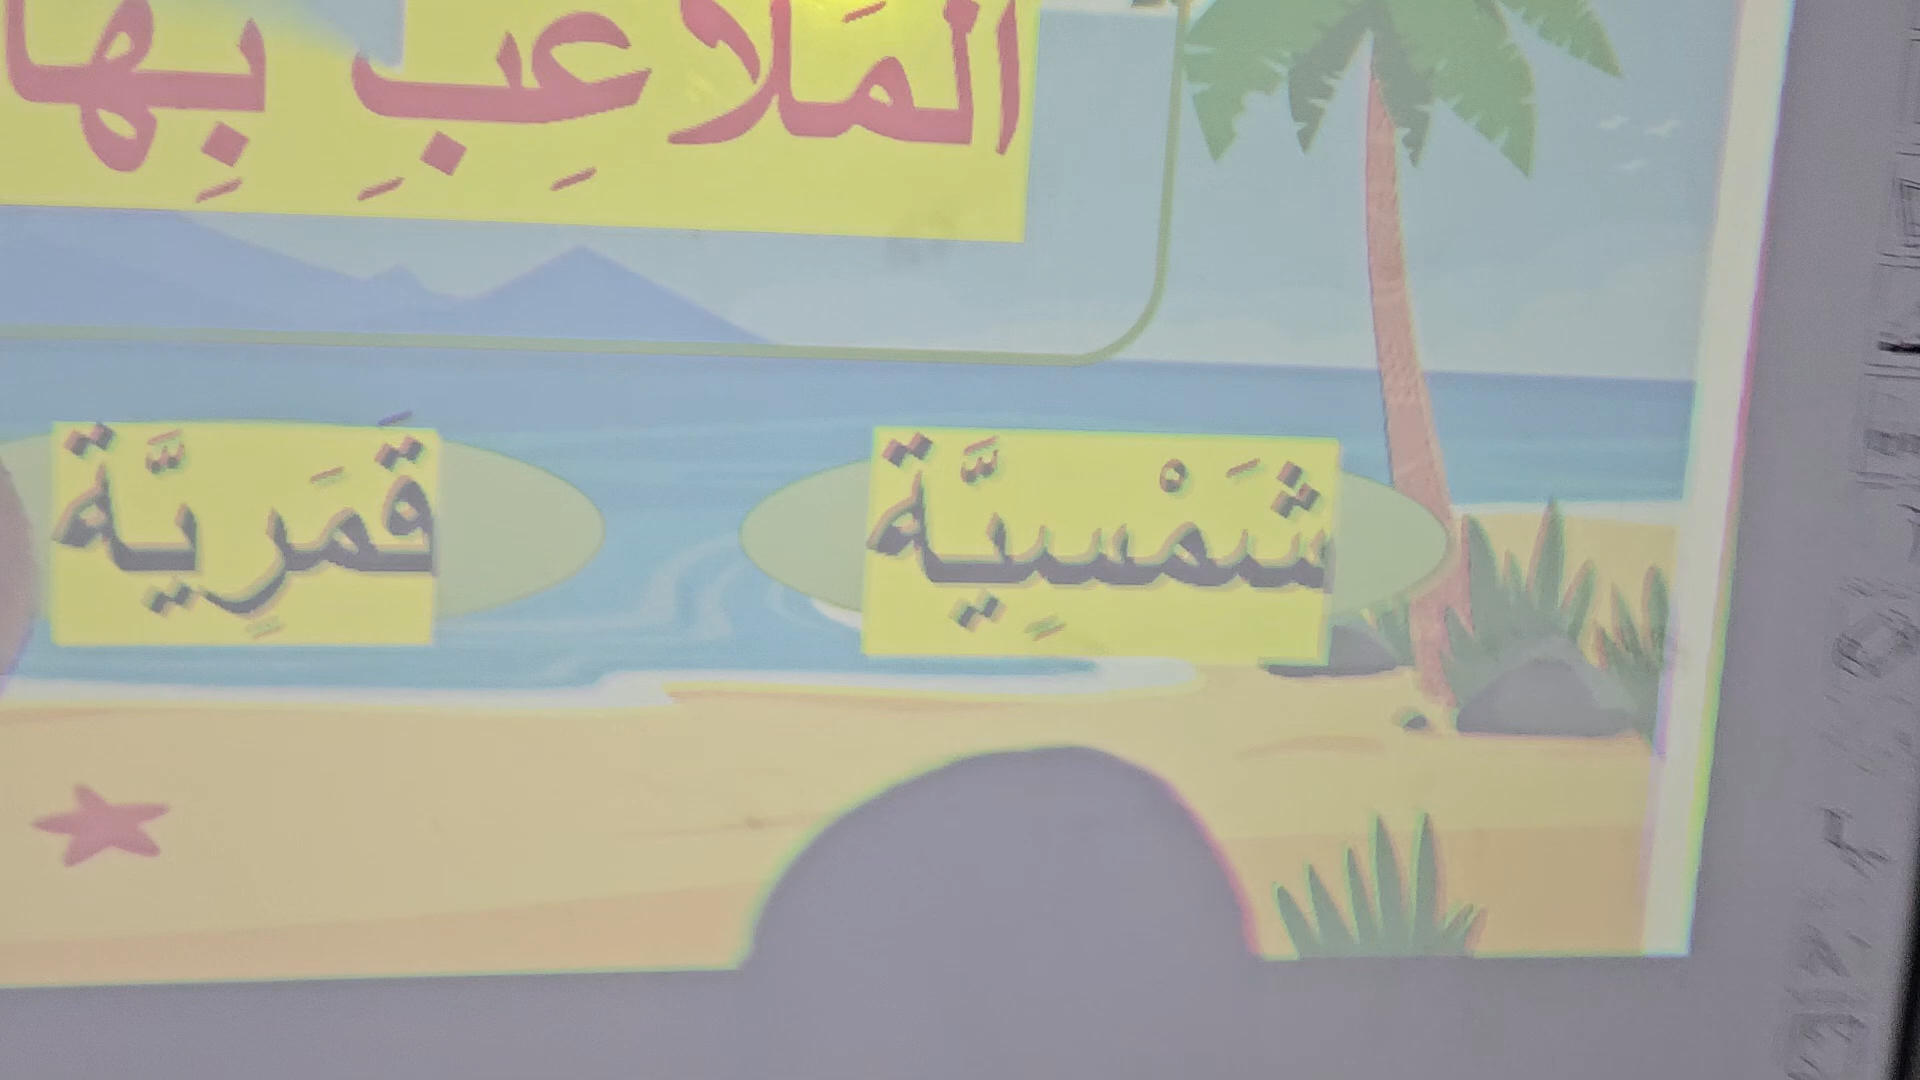 المَلاعِبِ بِها
شَمْسِيَّة
قَمَرِيَّة